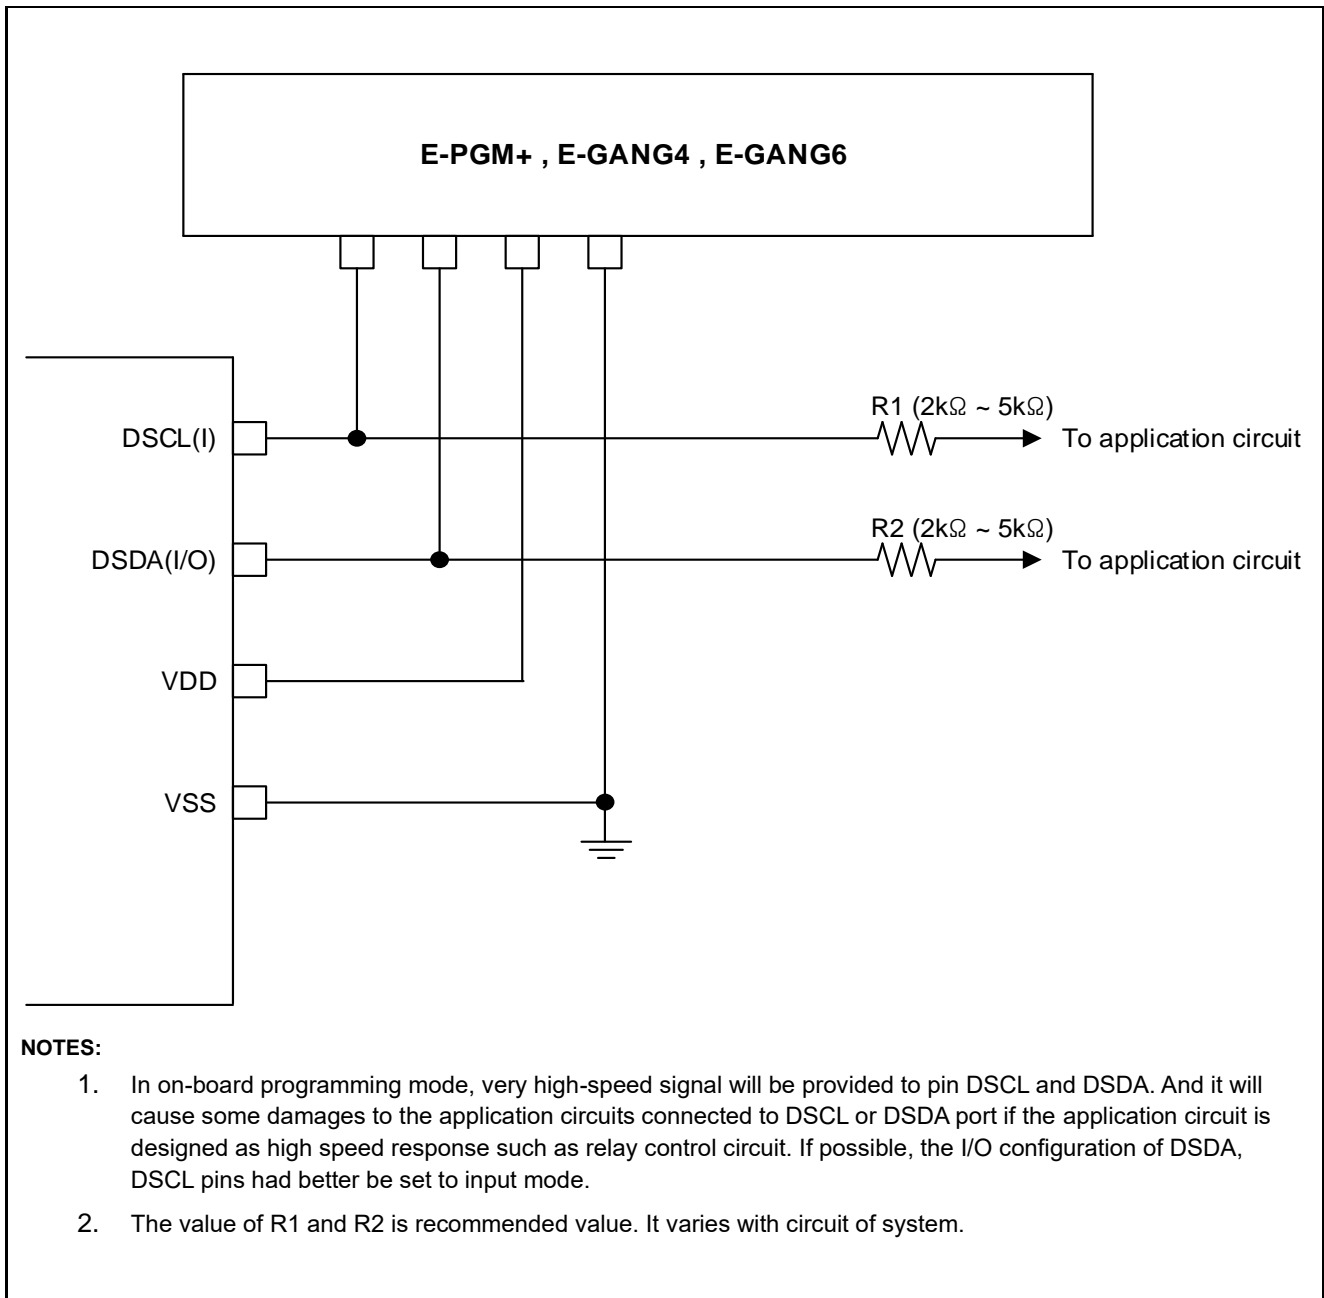 E-PGM+ , E-GANG4 , E-GANG6
R1 (2kΩ ~ 5kΩ)
DSCL(I)
To application circuit
R2 (2kΩ ~ 5kΩ)
DSDA(I/O)
To application circuit
VDD
VSS
NOTES:
1. In on-board programming mode, very high-speed signal will be provided to pin DSCL and DSDA. And it will
cause some damages to the application circuits connected to DSCL or DSDA port if the application circuit is
designed as high speed response such as relay control circuit. If possible, the I/O configuration of DSDA,
DSCL pins had better be set to input mode.
2. The value of R1 and R2 is recommended value. It varies with circuit of system.